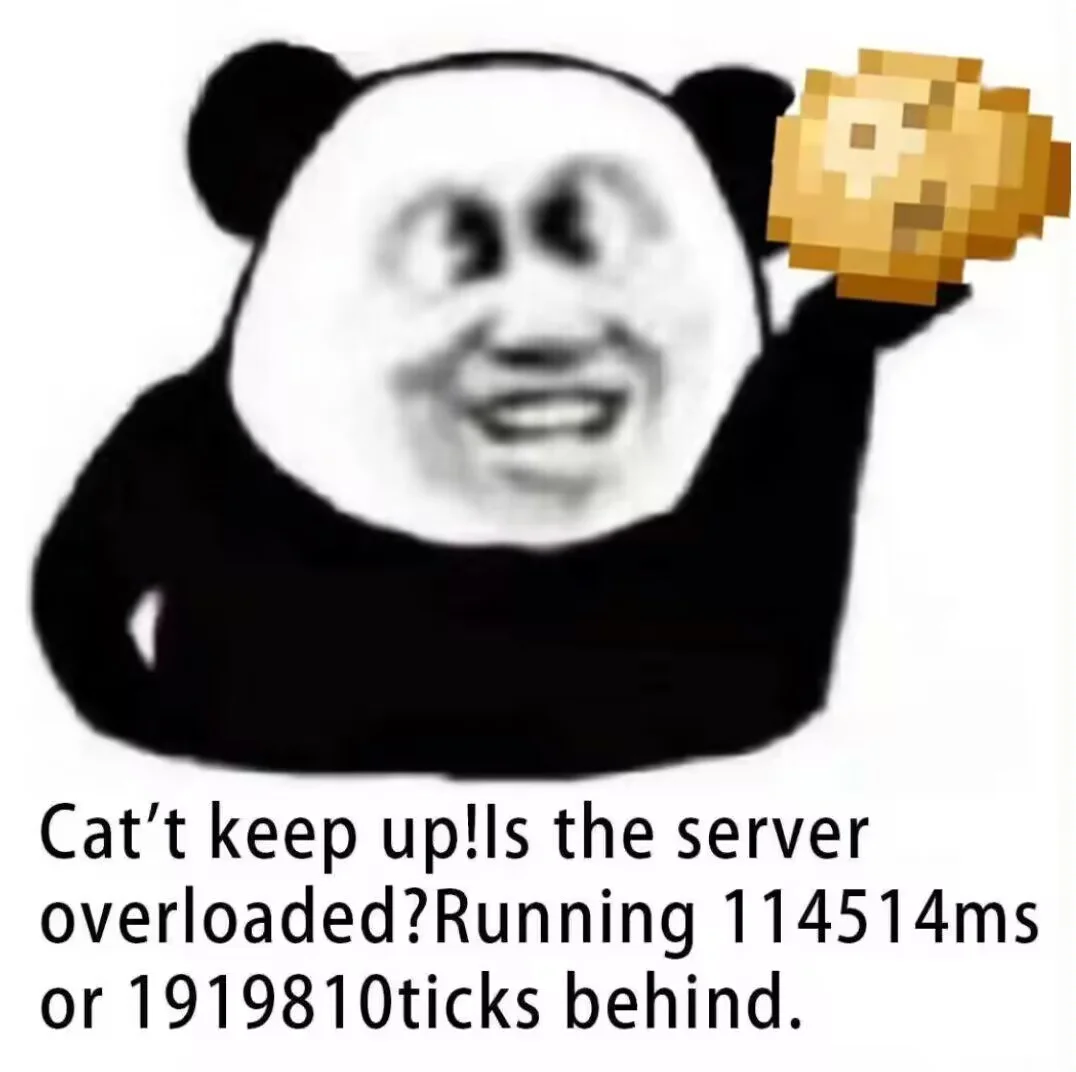 Cat’t keep up!Is the server
overloaded?Running 114514ms
or 1919810ticks behind.